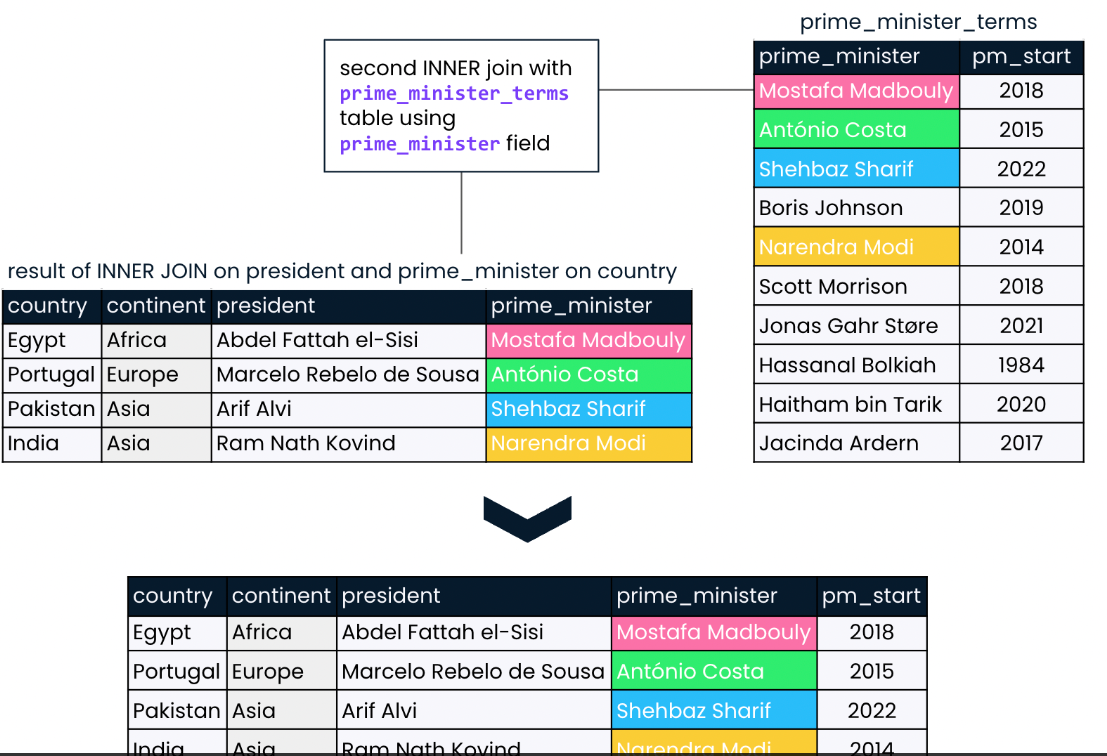 prime_minister_terms
second INNER join with
prime_minister_terms
table using
prime_minister field
prime_minister pm_start
Mostafa Madbouly 2018
António Costa 2015
Shehbaz Sharif 2022
Boris Johnson 2019
Narendra Modi 2014
Scott Morrison 2018
Jonas Gahr Støre 2021
Hassanal Bolkiah 1984
Haitham bin Tarik 2020
Jacinda Ardern 2017
result of INNER JOIN on president and prime_minister on country
country continent president prime_minister
Egypt Africa Abdel Fattah el-Sisi Mostafa Madbouly
Portugal Europe Marcelo Rebelo de Sousa António Costa
Pakistan Asia Arif Alvi Shehbaz Sharif
India Asia Ram Nath Kovind Narendra Modi
country continent president prime_minister pm_start
Egypt Africa Abdel Fattah el-Sisi Mostafa Madbouly 2018
Portugal Europe Marcelo Rebelo de Sousa António Costa 2015
Pakistan Asia Arif Alvi Shehbaz Sharif 2022
India Asia Ram Nath Kovind Narendra Modi 2014